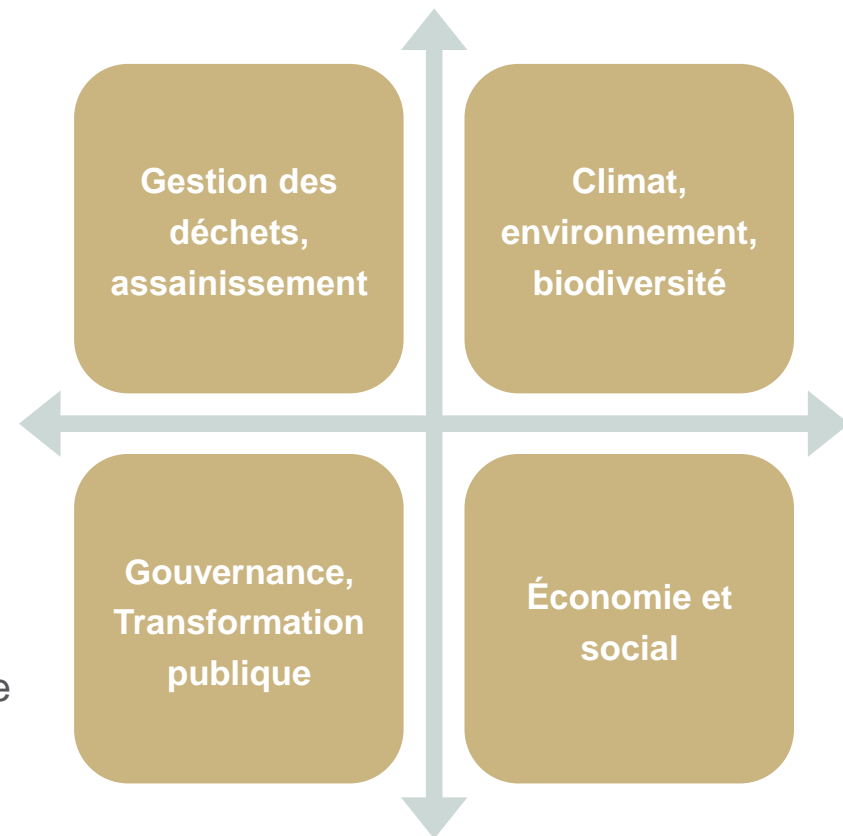 Gestion des
déchets,
assainissement
Climat,
environnement,
biodiversité
Gouvernance,
Transformation
publique
Économie et
social
e